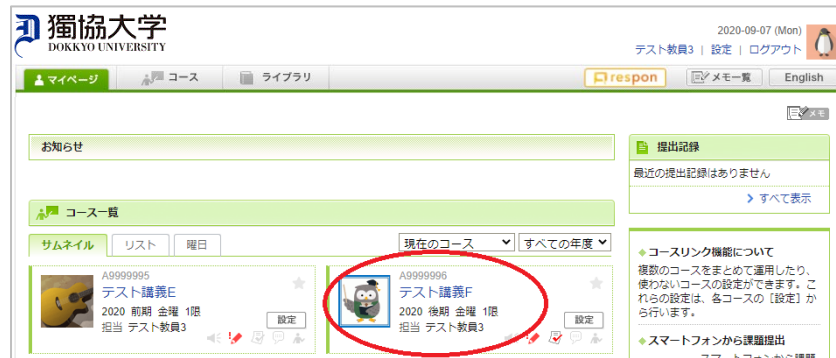 獨協大学
DOKKYO UNIVERSITY
2020-09-07 (Mon)
テスト教員3 | 設定 | ログアウト
マイページ
コース
ライブラリ
respon
メモ一覧
English
メモ
お知らせ
コース一覧
サムネイル
リスト
曜日
現在のコース
すべての年度
A9999995
テスト講義E
2020 前期 金曜 1限
担当 テスト教員3
設定
A9999996
テスト講義F
2020 後期 金曜 1限
担当 テスト教員3
設定
提出記録
最近の提出記録はありません
すべて表示
コースリンク機能について
複数のコースをまとめて運用したり、
使わないコースの設定ができます。こ
れらの設定は、各コースの［設定］か
ら行います。
スマートフォンから課題提出
スマートフォンから課題